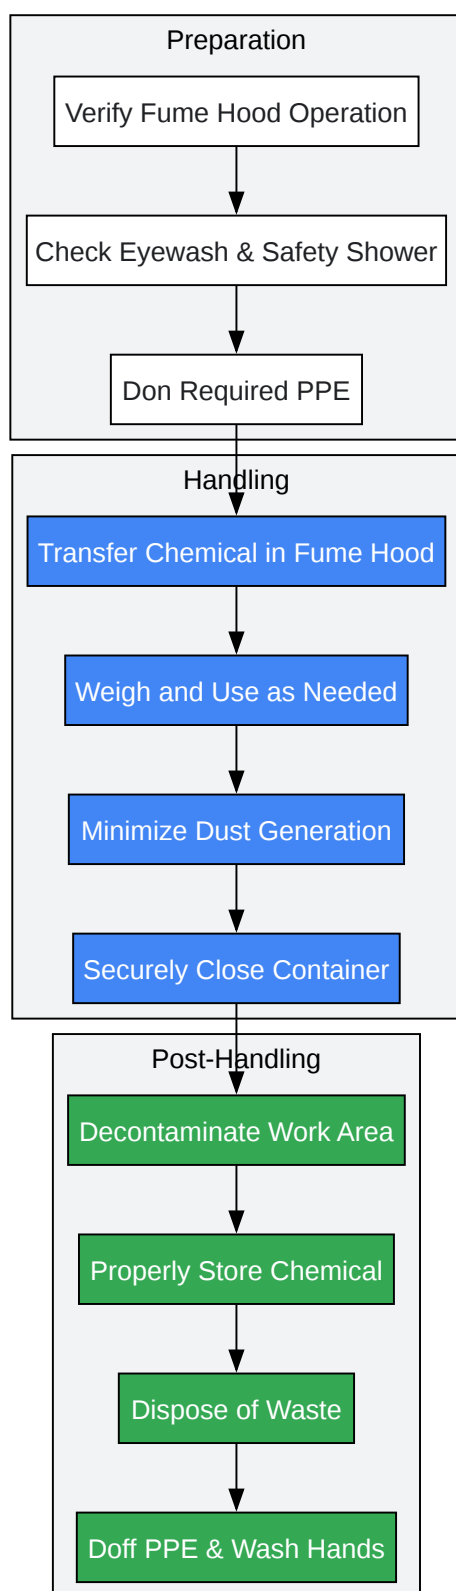 Preparation
Verify Fume Hood Operation
Check Eyewash & Safety Shower
Don Required PPE
Handling
Transfer Chemical in Fume Hood
Weigh and Use as Needed
Minimize Dust Generation
Securely Close Container
Post-Handling
Decontaminate Work Area
Properly Store Chemical
Dispose of Waste
Doff PPE & Wash Hands